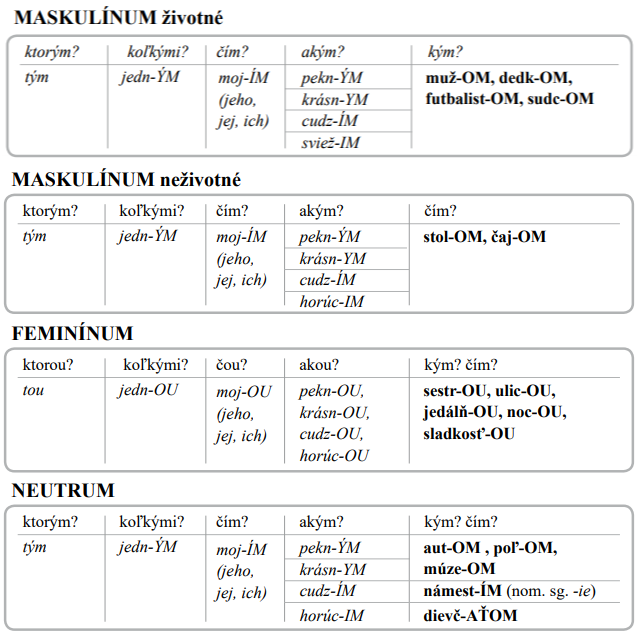 MASKULÍNUM životné
ktorým? koľkými? čím? akým? kým?
tým jedn-ÝM moj-ÍM pekn-ÝM muž-OM, dedk-OM,
(jeho, krásn-YM futbalist-OM, sudc-OM
jej, ich) cudz-ÍM
sviež-IM
MASKULÍNUM neživotné
ktorým? koľkými? čím? akým? čím?
tým jedn-ÝM moj-ÍM pekn-ÝM stol-OM, čaj-OM
(jeho, krásn-YM
jej, ich) cudz-ÍM
horúc-IM
FEMINÍNUM
ktorou? koľkými? čou? akou? kým? čím?
tou jedn-OU moj-OU pekn-OU, sestr-OU, ulic-OU,
(jeho, krásn-OU, jedálň-OU, noc-OU,
jej, ich) cudz-OU, sladkosť-OU
horúc-OU
NEUTRUM
ktorým? koľkými? čím? akým? kým? čím?
tým jedn-ÝM moj-ÍM pekn-ÝM aut-OM , poľ-OM,
(jeho, krásn-YM múze-OM
jej, ich) cudz-ÍM námest-ÍM (nom. sg. -ie)
horúc-IM dievč-AŤOM